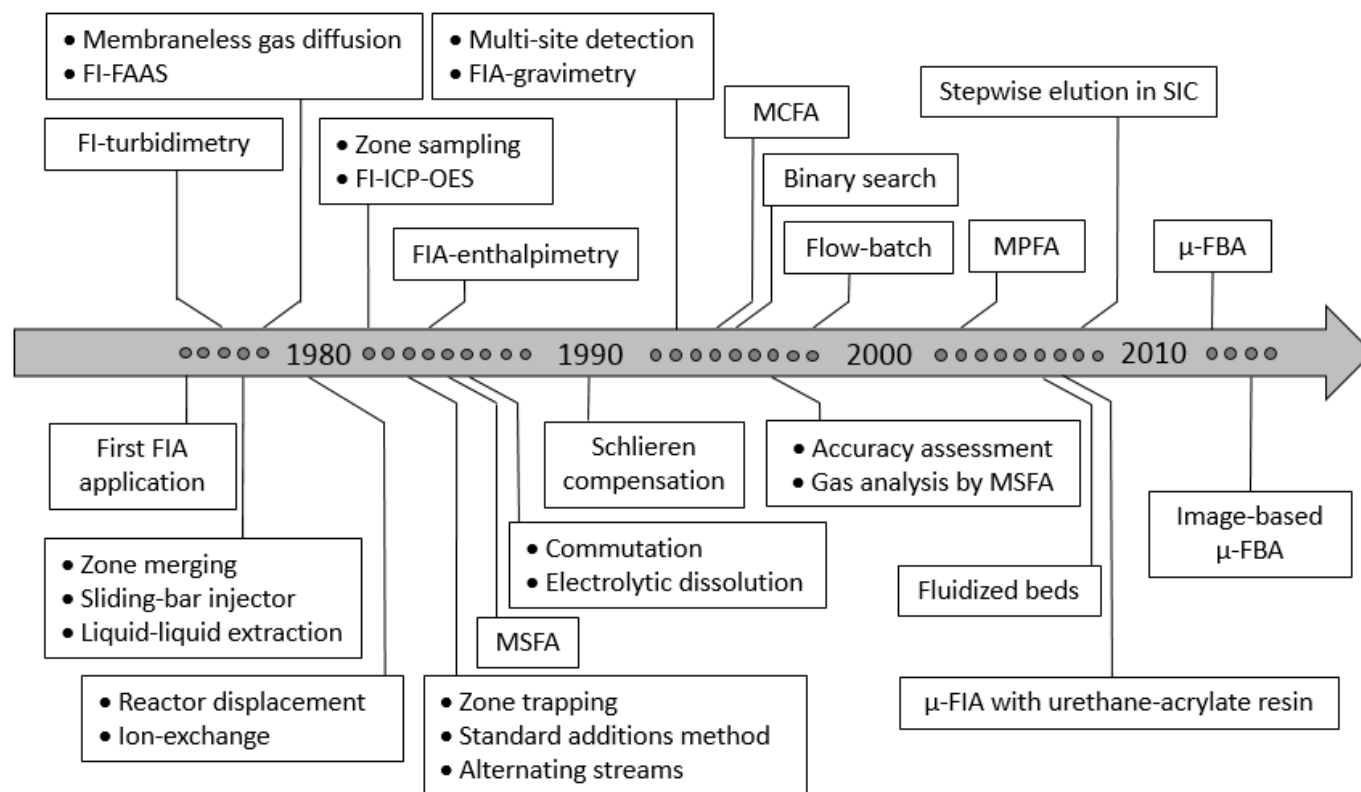 • Membraneless gas diffusion
• FI-FAAS
• Multi-site detection
• FIA-gravimetry
Stepwise elution in SIC
MCFA
FI-turbidimetry
• Zone sampling
• FI-ICP-OES
Binary search
FIA-enthalpimetry
Flow-batch
MPFA
µ-FBA
1980
1990
2000
2010
First FIA
application
Schlieren
compensation
• Accuracy assessment
• Gas analysis by MSFA
Image-based
µ-FBA
• Zone merging
• Sliding-bar injector
• Liquid-liquid extraction
• Commutation
• Electrolytic dissolution
Fluidized beds
MSFA
• Reactor displacement
• Ion-exchange
• Zone trapping
• Standard additions method
• Alternating streams
µ-FIA with urethane-acrylate resin